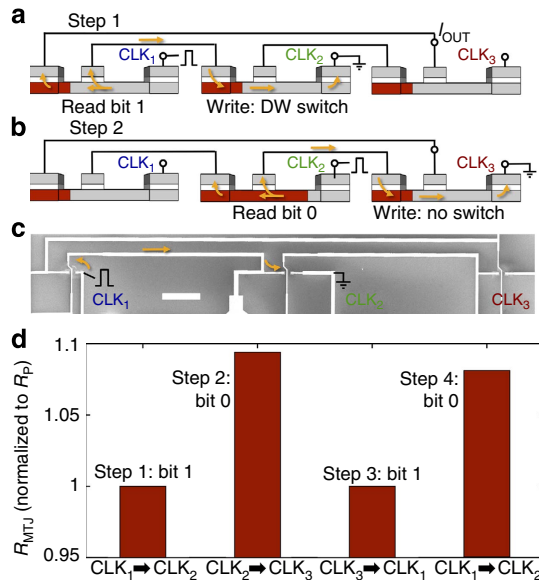 a
Step 1
I_OUT
CLK₁
CLK₂
CLK₃
Read bit 1
Write: DW switch
b
Step 2
CLK₁
CLK₂
CLK₃
Read bit 0
Write: no switch
c
CLK₁
CLK₂
CLK₃
d
R_MTJ (normalized to R_P)
1.1
1.05
1
0.95
Step 1: bit 1
Step 2:
bit 0
Step 3: bit 1
Step 4:
bit 0
CLK₁➡CLK₂
CLK₂➡CLK₃
CLK₃➡CLK₁
CLK₁➡CLK₂